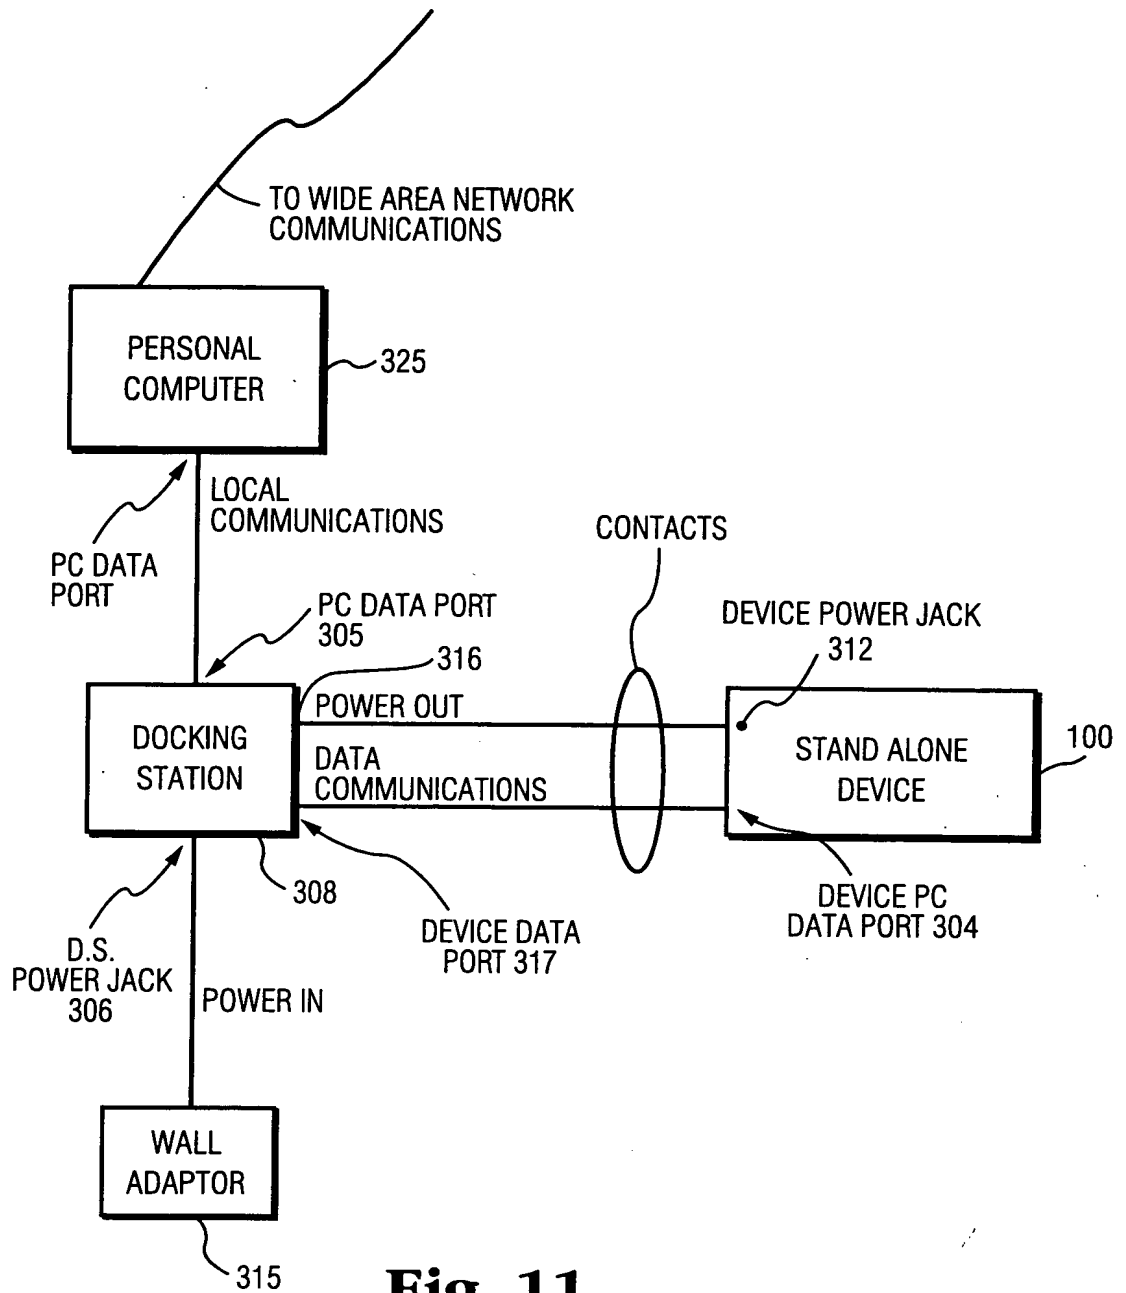 TO WIDE AREA NETWORK
COMMUNICATIONS
PERSONAL
COMPUTER
325
LOCAL
COMMUNICATIONS
PC DATA
PORT
CONTACTS
PC DATA PORT
305
316
DEVICE POWER JACK
312
POWER OUT
DOCKING
STATION
DATA
COMMUNICATIONS
STAND ALONE
DEVICE
100
308
DEVICE DATA
PORT 317
DEVICE PC
DATA PORT 304
D.S.
POWER JACK
306
POWER IN
WALL
ADAPTOR
315
Fig. 11